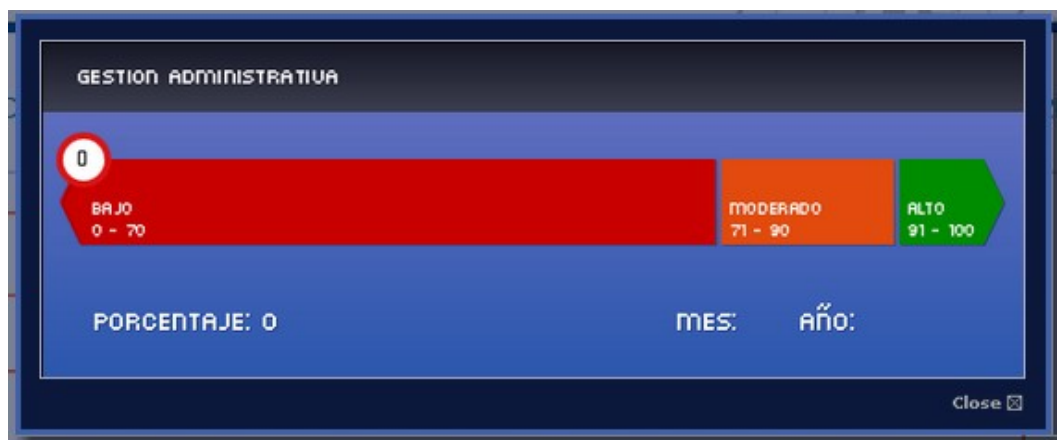 GESTION ADMINISTRATIVA
0
BAJO
0 - 70
MODERADO
71 - 90
ALTO
91 - 100
PORCENTAJE: 0 MES: AÑO:
Close